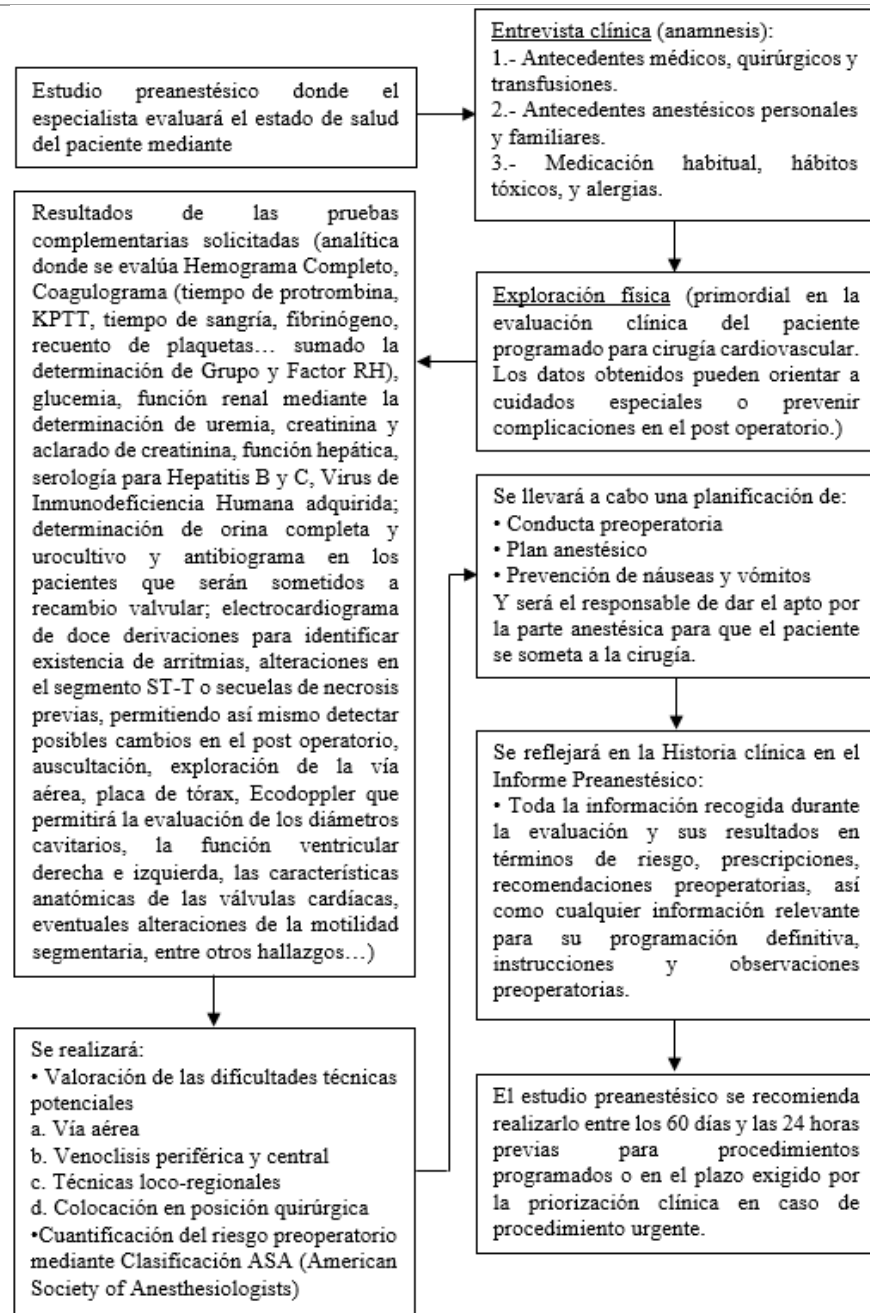 Estudio preanestésico donde el
especialista evaluará el estado de salud
del paciente mediante
Entrevista clínica (anamnesis):
1.- Antecedentes médicos, quirúrgicos y
transfusiones.
2.- Antecedentes anestésicos personales
y familiares.
3.- Medicación habitual, hábitos
tóxicos, y alergias.
Exploración física (primordial en la
evaluación clínica del paciente
programado para cirugía cardiovascular.
Los datos obtenidos pueden orientar a
cuidados especiales o prevenir
complicaciones en el post operatorio.)
Resultados de las pruebas
complementarias solicitadas (analítica
donde se evalúa Hemograma Completo,
Coagulograma (tiempo de protrombina,
KPTT, tiempo de sangría, fibrinógeno,
recuento de plaquetas… sumado la
determinación de Grupo y Factor RH),
glucemia, función renal mediante la
determinación de uremia, creatinina y
aclarado de creatinina, función hepática,
serología para Hepatitis B y C, Virus de
Inmunodeficiencia Humana adquirida;
determinación de orina completa y
urocultivo y antibiograma en los
pacientes que serán sometidos a
recambio valvular; electrocardiograma
de doce derivaciones para identificar
existencia de arritmias, alteraciones en
el segmento ST-T o secuelas de necrosis
previas, permitiendo así mismo detectar
posibles cambios en el post operatorio,
auscultación, exploración de la vía
aérea, placa de tórax, Ecodoppler que
permitirá la evaluación de los diámetros
cavitarios, la función ventricular
derecha e izquierda, las características
anatómicas de las válvulas cardíacas,
eventuales alteraciones de la motilidad
segmentaria, entre otros hallazgos…)
Se realizará:
• Valoración de las dificultades técnicas
potenciales
a. Vía aérea
b. Venoclisis periférica y central
c. Técnicas loco-regionales
d. Colocación en posición quirúrgica
•Cuantificación del riesgo preoperatorio
mediante Clasificación ASA (American
Society of Anesthesiologists)
Se llevará a cabo una planificación de:
• Conducta preoperatoria
• Plan anestésico
• Prevención de náuseas y vómitos
Y será el responsable de dar el apto por
la parte anestésica para que el paciente
se someta a la cirugía.
Se reflejará en la Historia clínica en el
Informe Preanestésico:
• Toda la información recogida durante
la evaluación y sus resultados en
términos de riesgo, prescripciones,
recomendaciones preoperatorias, así
como cualquier información relevante
para su programación definitiva,
instrucciones y observaciones
preoperatorias.
El estudio preanestésico se recomienda
realizarlo entre los 60 días y las 24 horas
previas para procedimientos
programados o en el plazo exigido por
la priorización clínica en caso de
procedimiento urgente.